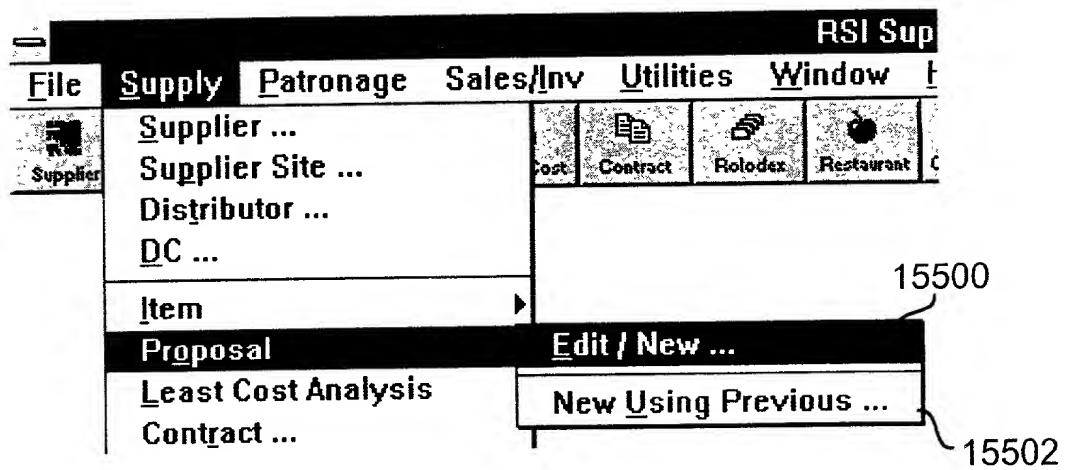 RSI Sup
File Supply Patronage Sales/Inv Utilities Window
Supplier Cost Contract Rolodex Restaurant
Supplier ...
Supplier Site ...
Distributor ...
DC ...
15500
Item
Proposal Edit / New ...
Least Cost Analysis
New Using Previous ...
Contract ...
15502